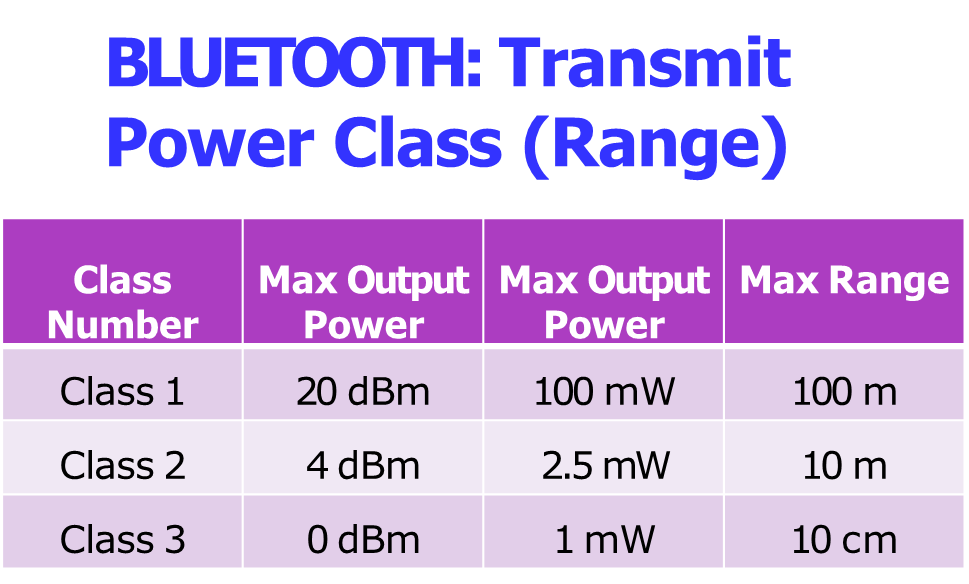 BLUETOOTH: Transmit
Power Class (Range)
Class Number Max Output Power Max Output Power Max Range
Class 1 20 dBm 100 mW 100 m
Class 2 4 dBm 2.5 mW 10 m
Class 3 0 dBm 1 mW 10 cm